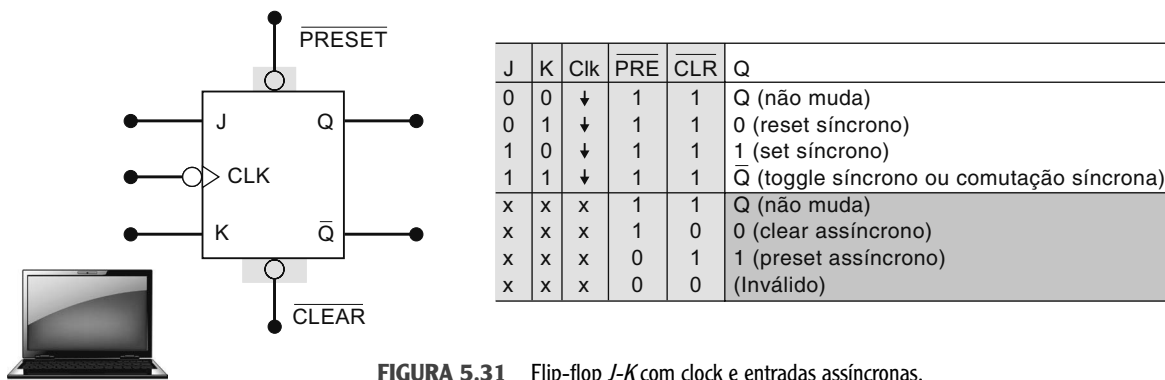 PRESET
J Q
CLK
K Q
CLEAR
J K Clk PRE CLR Q
0 0 ↓ 1 1 Q (não muda)
0 1 ↓ 1 1 0 (reset síncrono)
1 0 ↓ 1 1 1 (set síncrono)
1 1 ↓ 1 1 Q̅ (toggle síncrono ou comutação síncrona)
x x x 1 1 Q (não muda)
x x x 1 0 0 (clear assíncrono)
x x x 0 1 1 (preset assíncrono)
x x x 0 0 (Inválido)
FIGURA 5.31 Flip-flop J-K com clock e entradas assíncronas.